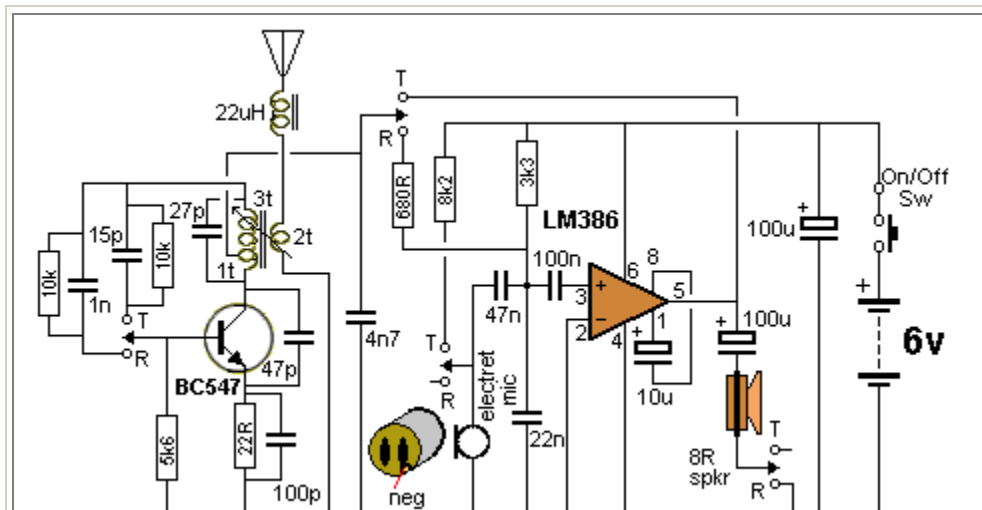 22uH
T
R
680R
8k2
3k3
On/Off
Sw
27p
3t
2t
1t
15p
10k
10k
1n
T
R
BC547
47p
4n7
5k6
22R
100p
LM386
100n
47n
3
+
2
-
6
8
5
1
4
+
10u
+
100u
+
100u
+
6v
T
R
electret
mic
neg
22n
8R
spkr
T
R